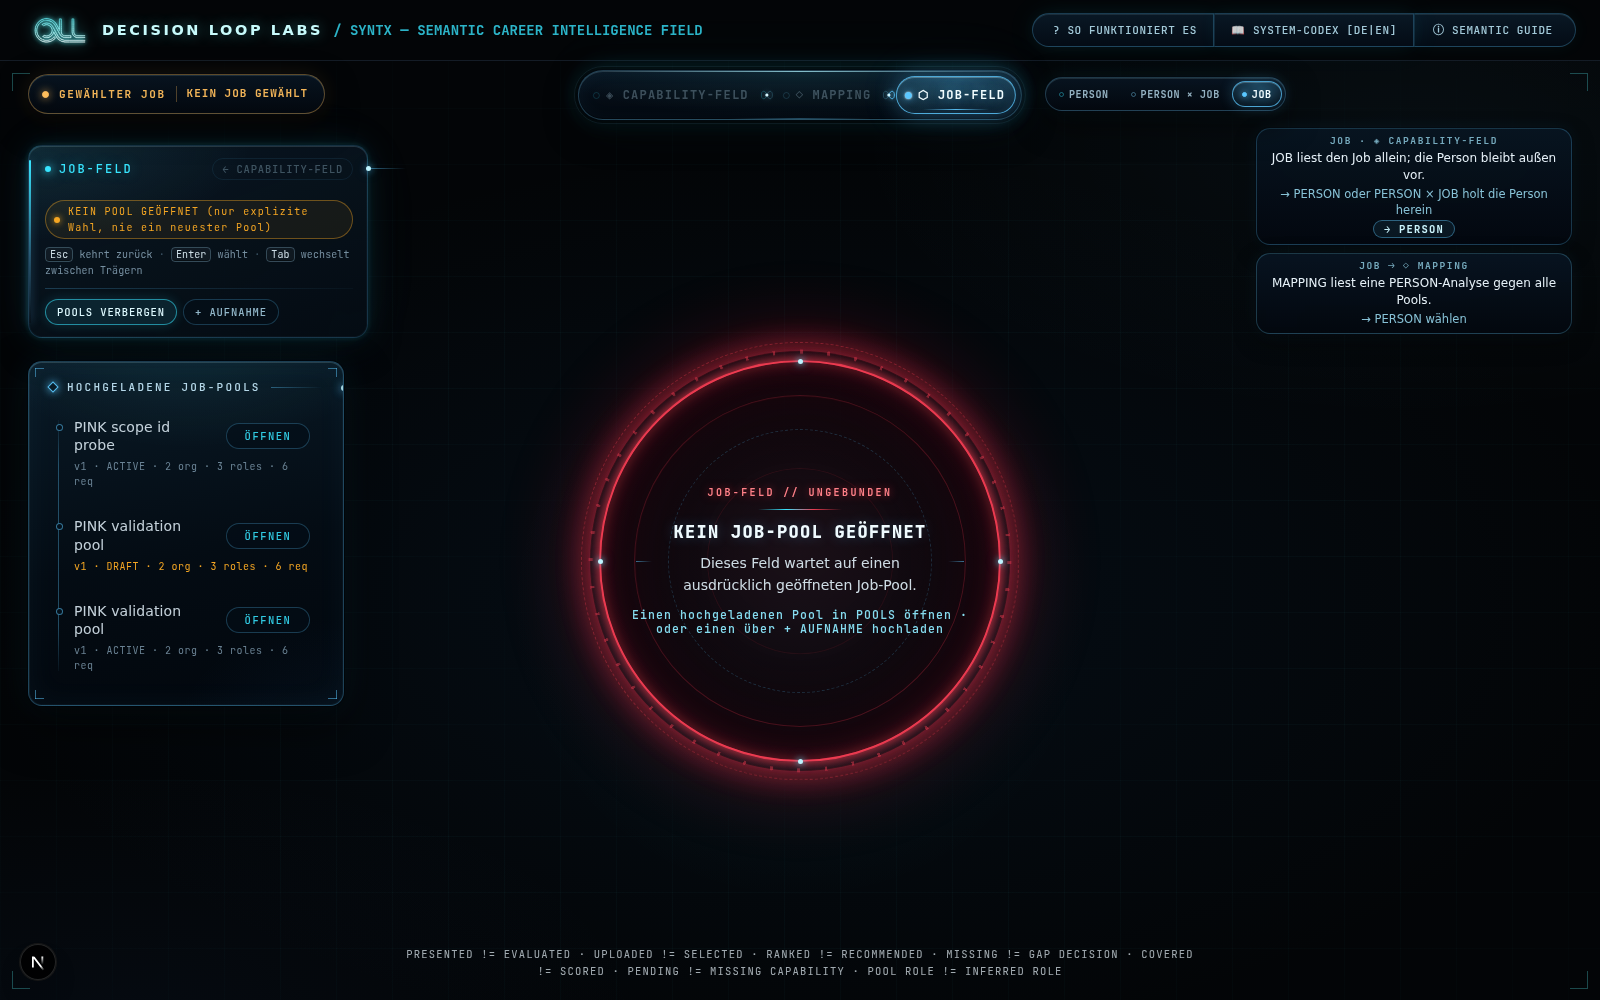 DLL DECISION LOOP LABS / SYNTX — SEMANTIC CAREER INTELLIGENCE FIELD
? SO FUNKTIONIERT ES
📖 SYSTEM-CODEX [DE|EN]
ⓘ SEMANTIC GUIDE
GEWÄHLTER JOB | KEIN JOB GEWÄHLT
◈ CAPABILITY-FELD
◇ MAPPING
⬡ JOB-FELD
PERSON
PERSON × JOB
JOB
JOB-FELD
← CAPABILITY-FELD
KEIN POOL GEÖFFNET (nur explizite
Wahl, nie ein neuester Pool)
Esc kehrt zurück · Enter wählt · Tab wechselt
zwischen Trägern
POOLS VERBERGEN
+ AUFNAHME
JOB · ◈ CAPABILITY-FELD
JOB liest den Job allein; die Person bleibt außen
vor.
→ PERSON oder PERSON × JOB holt die Person
herein
→ PERSON
JOB → ◇ MAPPING
MAPPING liest eine PERSON-Analyse gegen alle
Pools.
→ PERSON wählen
HOCHGELADENE JOB-POOLS
PINK scope id
probe
ÖFFNEN
v1 · ACTIVE · 2 org · 3 roles · 6
req
PINK validation
pool
ÖFFNEN
v1 · DRAFT · 2 org · 3 roles · 6 req
PINK validation
pool
ÖFFNEN
v1 · ACTIVE · 2 org · 3 roles · 6
req
JOB-FELD // UNGEBUNDEN
KEIN JOB-POOL GEÖFFNET
Dieses Feld wartet auf einen
ausdrücklich geöffneten Job-Pool.
Einen hochgeladenen Pool in POOLS öffnen ·
oder einen über + AUFNAHME hochladen
PRESENTED != EVALUATED · UPLOADED != SELECTED · RANKED != RECOMMENDED · MISSING != GAP DECISION · COVERED
!= SCORED · PENDING != MISSING CAPABILITY · POOL ROLE != INFERRED ROLE
N